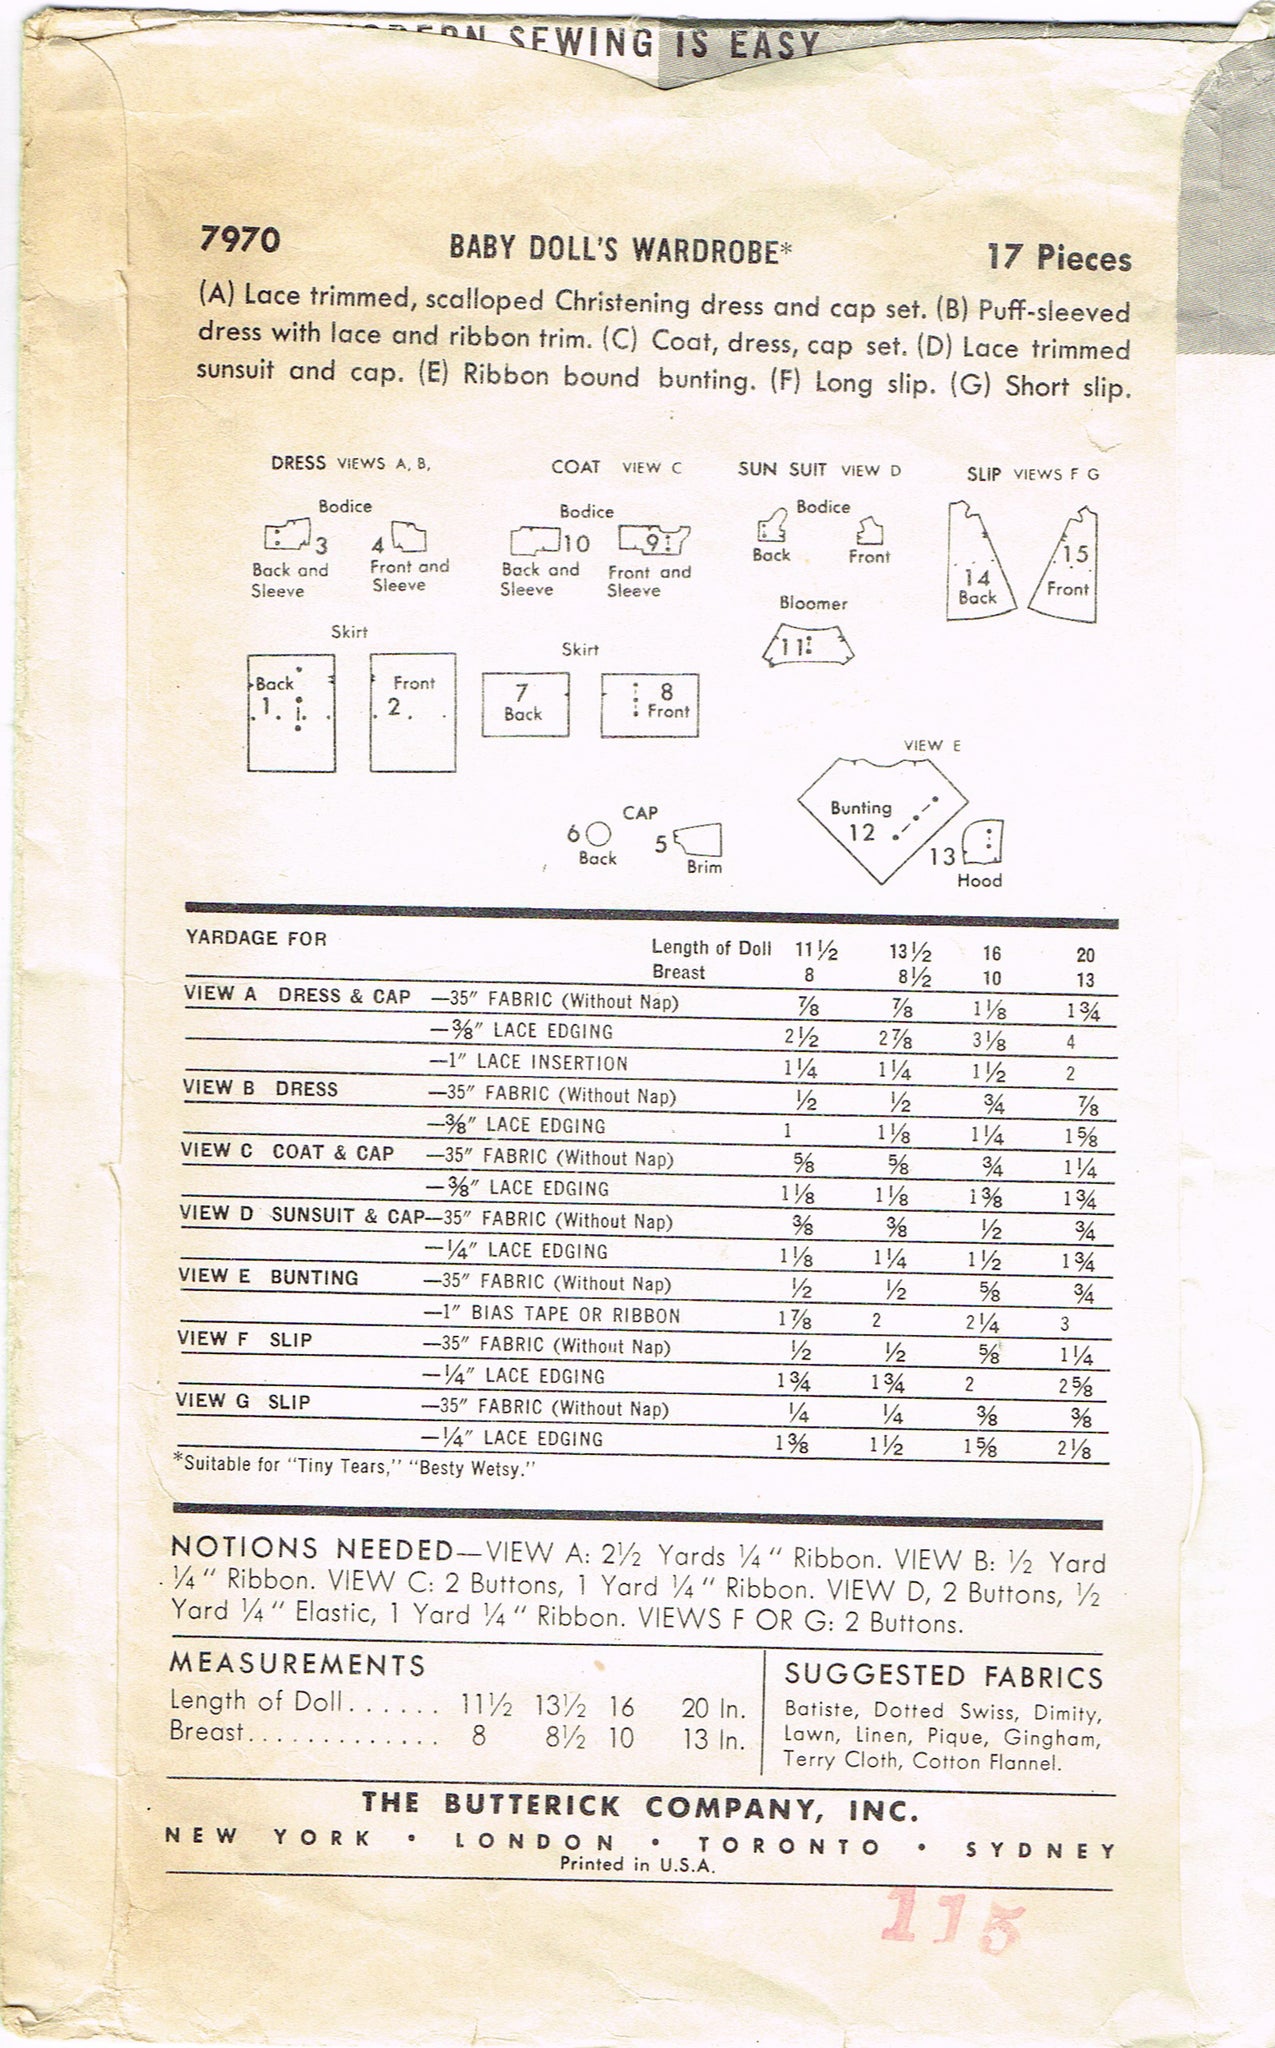 SEWING IS EASY
7970 BABY DOLL'S WARDROBE* 17 Pieces
(A) Lace trimmed, scalloped Christening dress and cap set. (B) Puff-sleeved
dress with lace and ribbon trim. (C) Coat, dress, cap set. (D) Lace trimmed
sunsuit and cap. (E) Ribbon bound bunting. (F) Long slip. (G) Short slip.
DRESS VIEWS A, B,
Bodice
3
Back and
Sleeve
4
Front and
Sleeve
Skirt
Back
1
Front
2
COAT VIEW C
Bodice
10
Back and
Sleeve
9
Front and
Sleeve
Skirt
7
Back
8
Front
SUN SUIT VIEW D
Bodice
Back
Front
Bloomer
11
SLIP VIEWS F G
14
Back
15
Front
CAP
6
Back
5
Brim
VIEW E
Bunting
12
13
Hood
YARDAGE FOR Length of Doll 11½ 13½ 16 20
Breast 8 8½ 10 13
VIEW A DRESS & CAP —35" FABRIC (Without Nap) ⅞ ⅞ 1⅛ 1¾
—⅜" LACE EDGING 2½ 2⅞ 3⅛ 4
—1" LACE INSERTION 1¼ 1¼ 1½ 2
VIEW B DRESS —35" FABRIC (Without Nap) ½ ½ ¾ ⅞
—⅜" LACE EDGING 1 1⅛ 1¼ 1⅝
VIEW C COAT & CAP —35" FABRIC (Without Nap) ⅝ ⅝ ¾ 1¼
—⅜" LACE EDGING 1⅛ 1⅛ 1⅜ 1¾
VIEW D SUNSUIT & CAP—35" FABRIC (Without Nap) ⅜ ⅜ ½ ¾
—¼" LACE EDGING 1⅛ 1¼ 1½ 1¾
VIEW E BUNTING —35" FABRIC (Without Nap) ½ ½ ⅝ ¾
—1" BIAS TAPE OR RIBBON 1⅞ 2 2¼ 3
VIEW F SLIP —35" FABRIC (Without Nap) ½ ½ ⅝ 1¼
—¼" LACE EDGING 1¾ 1¾ 2 2⅝
VIEW G SLIP —35" FABRIC (Without Nap) ¼ ¼ ⅜ ⅜
—¼" LACE EDGING 1⅜ 1½ 1⅝ 2⅛
*Suitable for "Tiny Tears," "Besty Wetsy."
NOTIONS NEEDED—VIEW A: 2½ Yards ¼" Ribbon. VIEW B: ½ Yard
¼" Ribbon. VIEW C: 2 Buttons, 1 Yard ¼" Ribbon. VIEW D, 2 Buttons, ½
Yard ¼" Elastic, 1 Yard ¼" Ribbon. VIEWS F OR G: 2 Buttons.
MEASUREMENTS
Length of Doll...... 11½ 13½ 16 20 In.
Breast............. 8 8½ 10 13 In.
SUGGESTED FABRICS
Batiste, Dotted Swiss, Dimity,
Lawn, Linen, Pique, Gingham,
Terry Cloth, Cotton Flannel.
THE BUTTERICK COMPANY, INC.
NEW YORK • LONDON • TORONTO • SYDNEY
Printed in U.S.A.
115